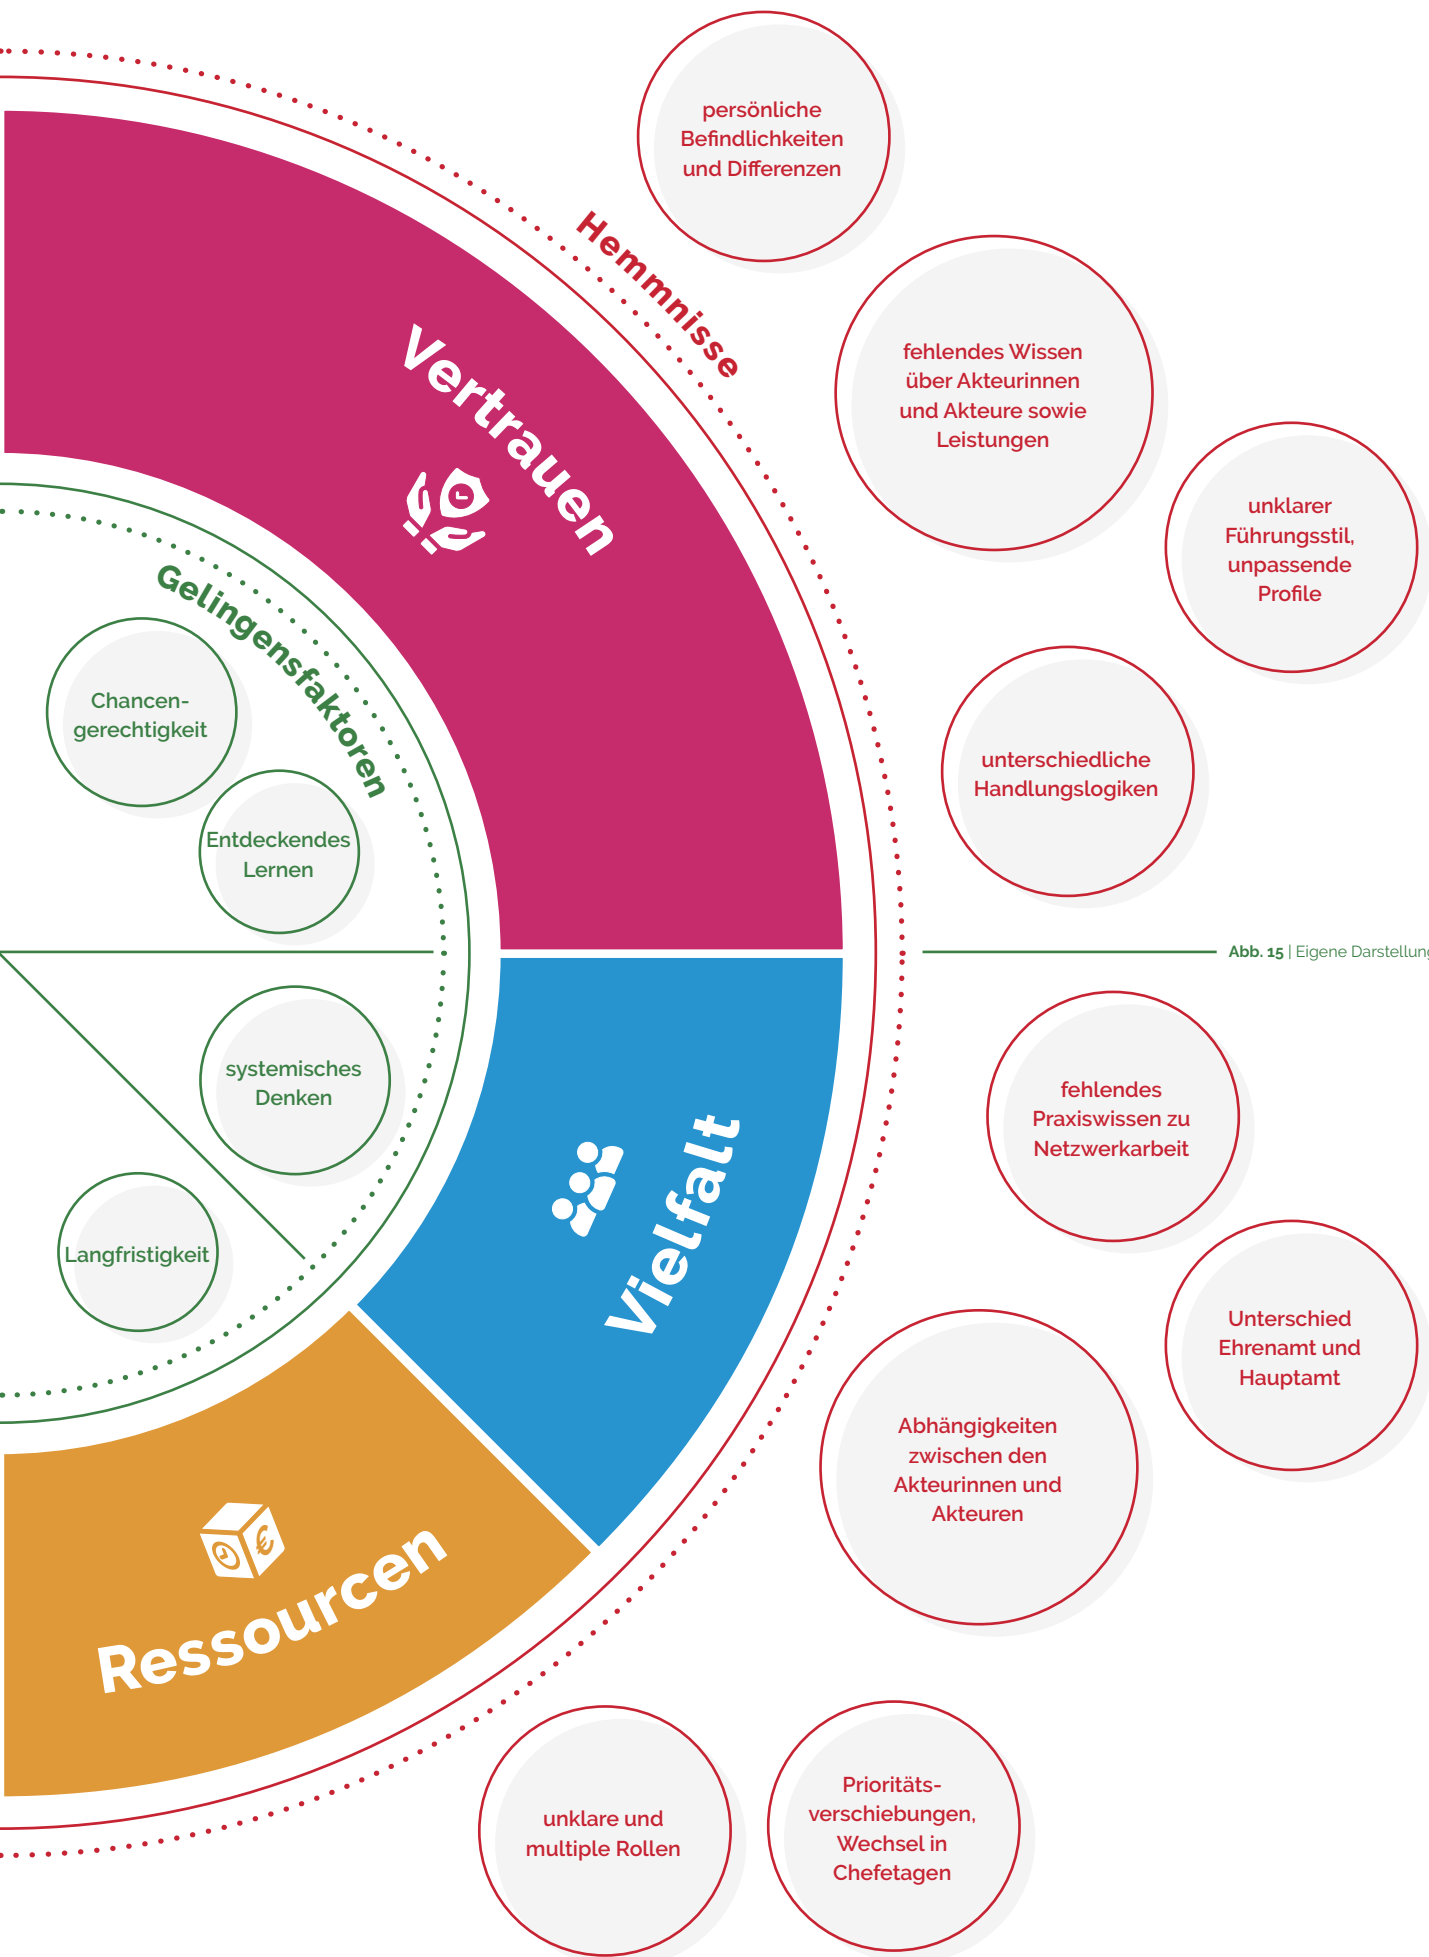 persönliche
Befindlichkeiten
und Differenzen
Hemmnisse
fehlendes Wissen
über Akteurinnen
und Akteure sowie
Leistungen
unklarer
Führungsstil,
unpassende
Profile
Vertrauen
Gelingensfaktoren
Chancen-
gerechtigkeit
Entdeckendes
Lernen
unterschiedliche
Handlungslogiken
Abb. 15 | Eigene Darstellung
systemisches
Denken
Langfristigkeit
Vielfalt
fehlendes
Praxiswissen zu
Netzwerkarbeit
Unterschied
Ehrenamt und
Hauptamt
Abhängigkeiten
zwischen den
Akteurinnen und
Akteuren
€
Ressourcen
unklare und
multiple Rollen
Prioritäts-
verschiebungen,
Wechsel in
Chefetagen